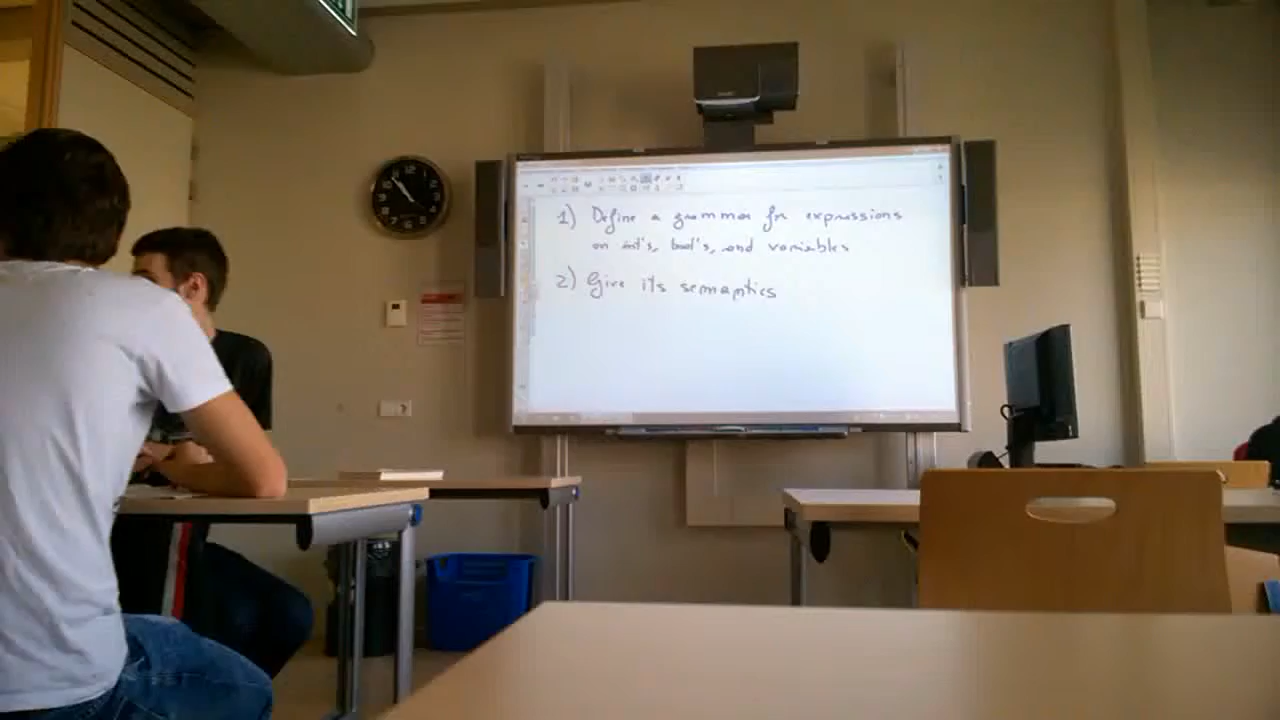 1) Define a grammar for expressions
on int's, bool's, and variables
2) Give its semantics